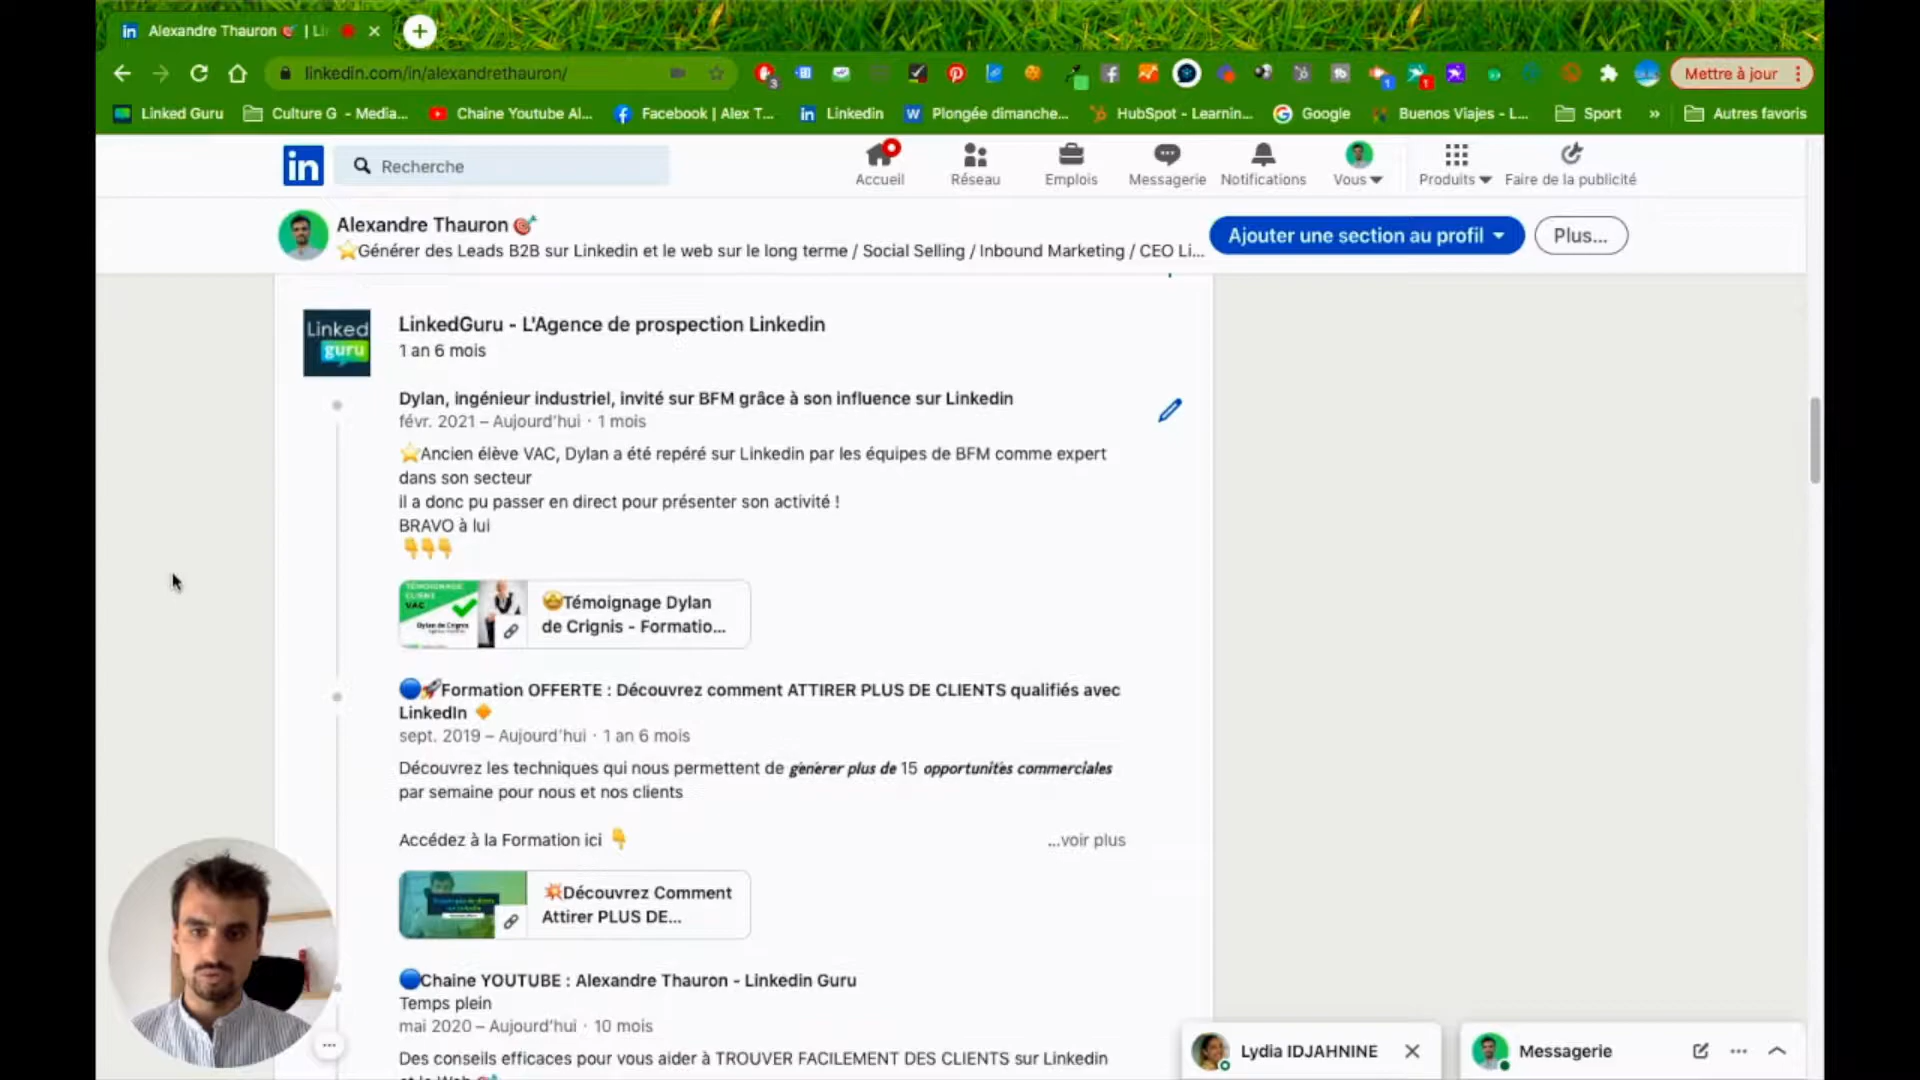 Alexandre Thauron 🎯 | Li
linkedin.com/in/alexandrethauron/
Mettre à jour
Linked Guru
Culture G - Media...
Chaine Youtube Al...
Facebook | Alex T...
Linkedin
Plongée dimanche...
HubSpot - Learnin...
Google
Buenos Viajes - L...
Sport
»
Autres favoris
in
Recherche
Accueil
Réseau
Emplois
Messagerie
Notifications
Vous
Produits
Faire de la publicité
Alexandre Thauron 🎯
⭐Générer des Leads B2B sur Linkedin et le web sur le long terme / Social Selling / Inbound Marketing / CEO Li...
Ajouter une section au profil
Plus...
Linked
guru
LinkedGuru - L'Agence de prospection Linkedin
1 an 6 mois
Dylan, ingénieur industriel, invité sur BFM grâce à son influence sur Linkedin
févr. 2021 – Aujourd'hui · 1 mois
⭐Ancien élève VAC, Dylan a été repéré sur Linkedin par les équipes de BFM comme expert
dans son secteur
il a donc pu passer en direct pour présenter son activité !
BRAVO à lui
👇👇👇
TÉMOIGNAGE
CLIENT
VAC
Dylan de Crignis
🤩Témoignage Dylan
de Crignis - Formatio...
🔵🚀Formation OFFERTE : Découvrez comment ATTIRER PLUS DE CLIENTS qualifiés avec
LinkedIn 🔸
sept. 2019 – Aujourd'hui · 1 an 6 mois
Découvrez les techniques qui nous permettent de générer plus de 15 opportunités commerciales
par semaine pour nous et nos clients
Accédez à la Formation ici 👇
...voir plus
💥Découvrez Comment
Attirer PLUS DE...
🔵Chaine YOUTUBE : Alexandre Thauron - Linkedin Guru
Temps plein
mai 2020 – Aujourd'hui · 10 mois
Des conseils efficaces pour vous aider à TROUVER FACILEMENT DES CLIENTS sur Linkedin
et le Web 🎯
Lydia IDJAHNINE
Messagerie